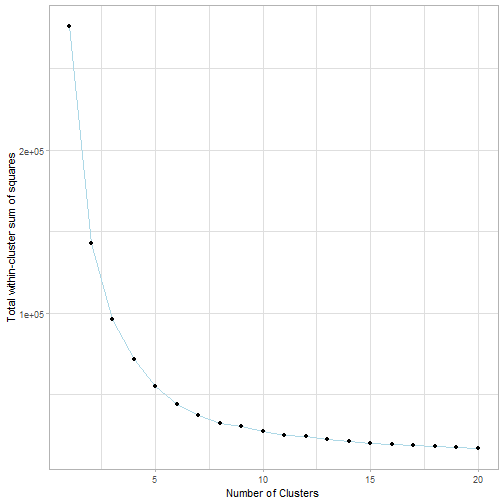 Total within-cluster sum of squares
2e+05
1e+05
5
10
15
20
Number of Clusters